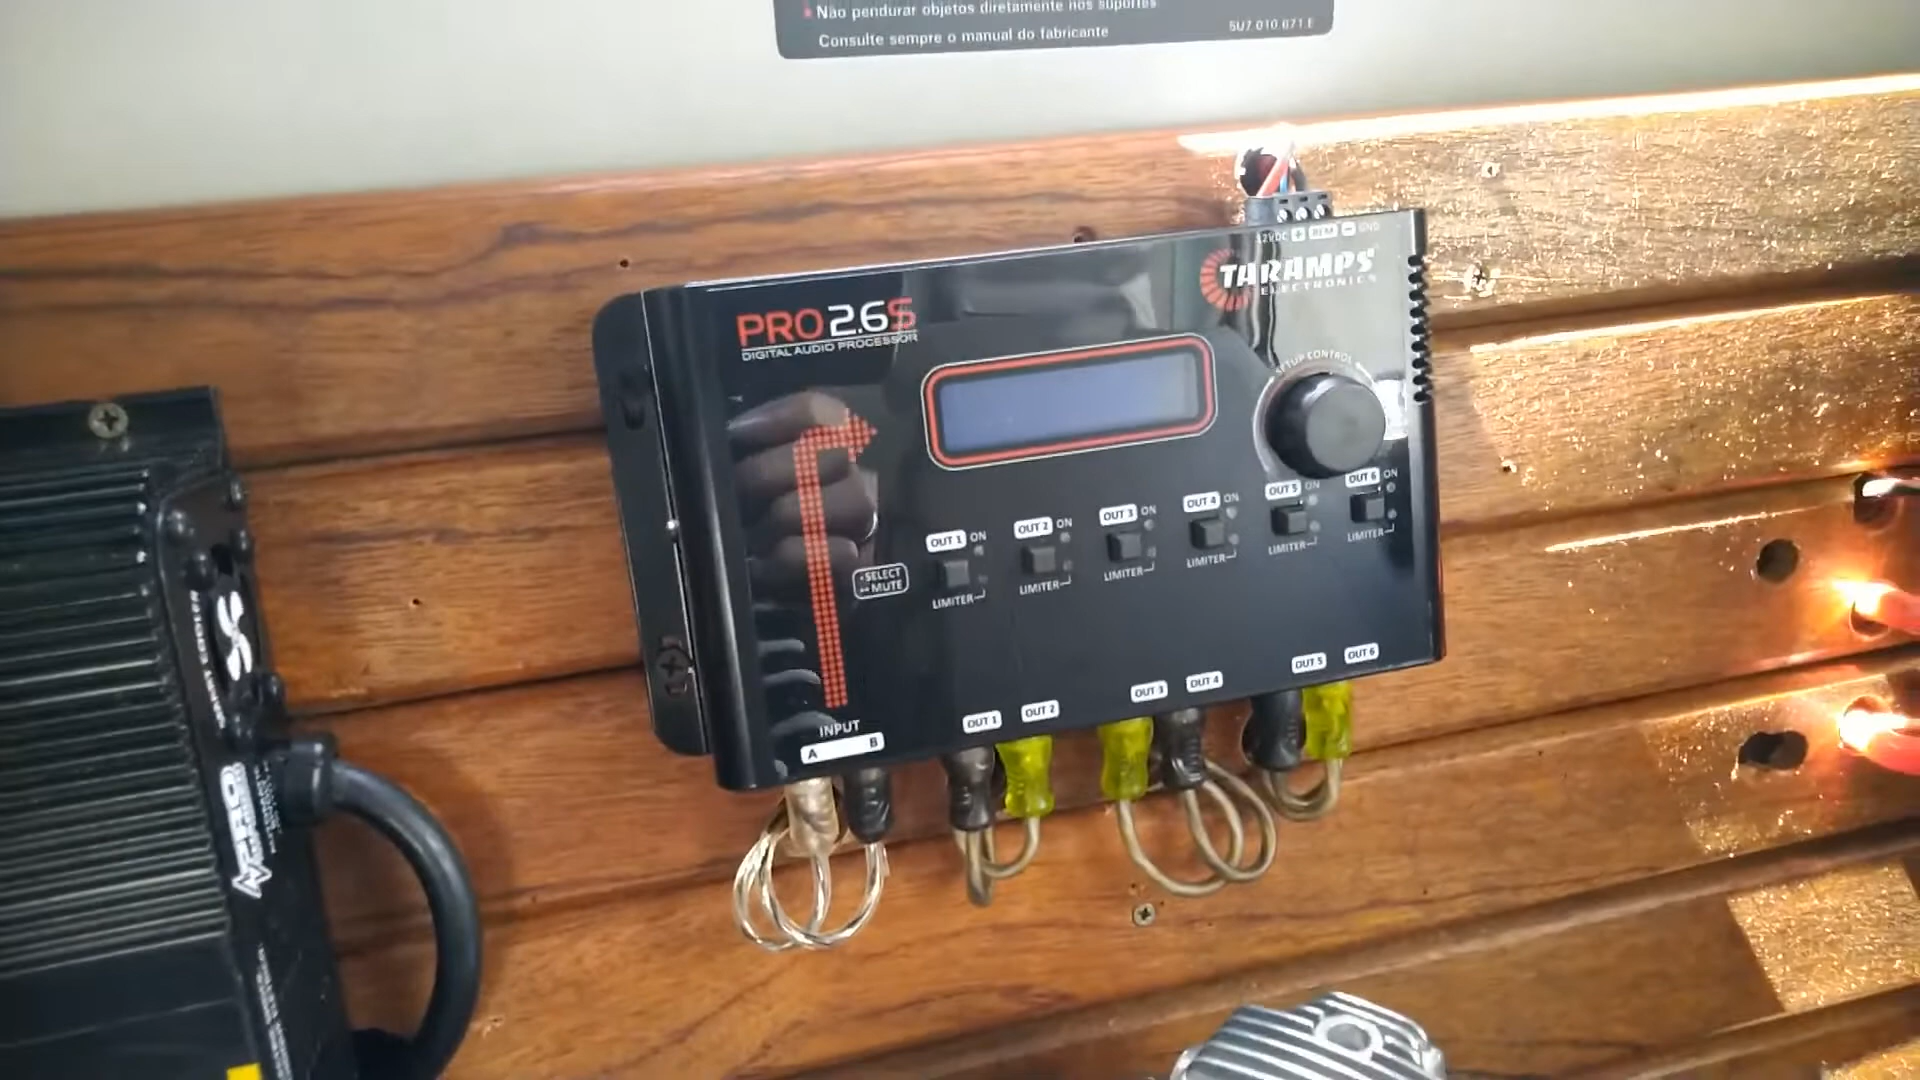 Não pendurar objetos diretamente nos suportes
Consulte sempre o manual do fabricante
5U7.010.671.E
12VDC + REM - GND
TARAMPS
ELECTRONICS
PRO 2.6S
DIGITAL AUDIO PROCESSOR
SETUP CONTROL
OUT 1 ON
OUT 2 ON
OUT 3 ON
OUT 4 ON
OUT 5 ON
OUT 6 ON
SELECT
MUTE
LIMITER
LIMITER
LIMITER
LIMITER
LIMITER
LIMITER
INPUT
A B
OUT 1
OUT 2
OUT 3
OUT 4
OUT 5
OUT 6